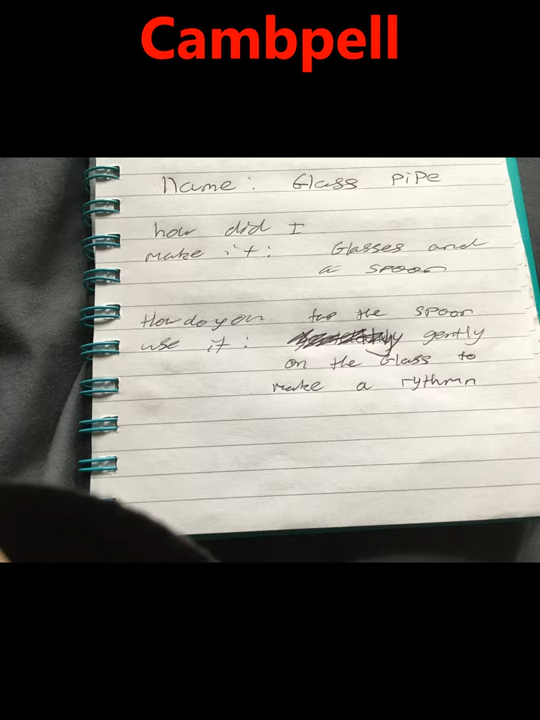 Cambpell
Name: Glass PiPe
how did I
make it: Glasses and
a spoon
How do you tap the spoon
use it: gently
on the Glass to
make a rythmn